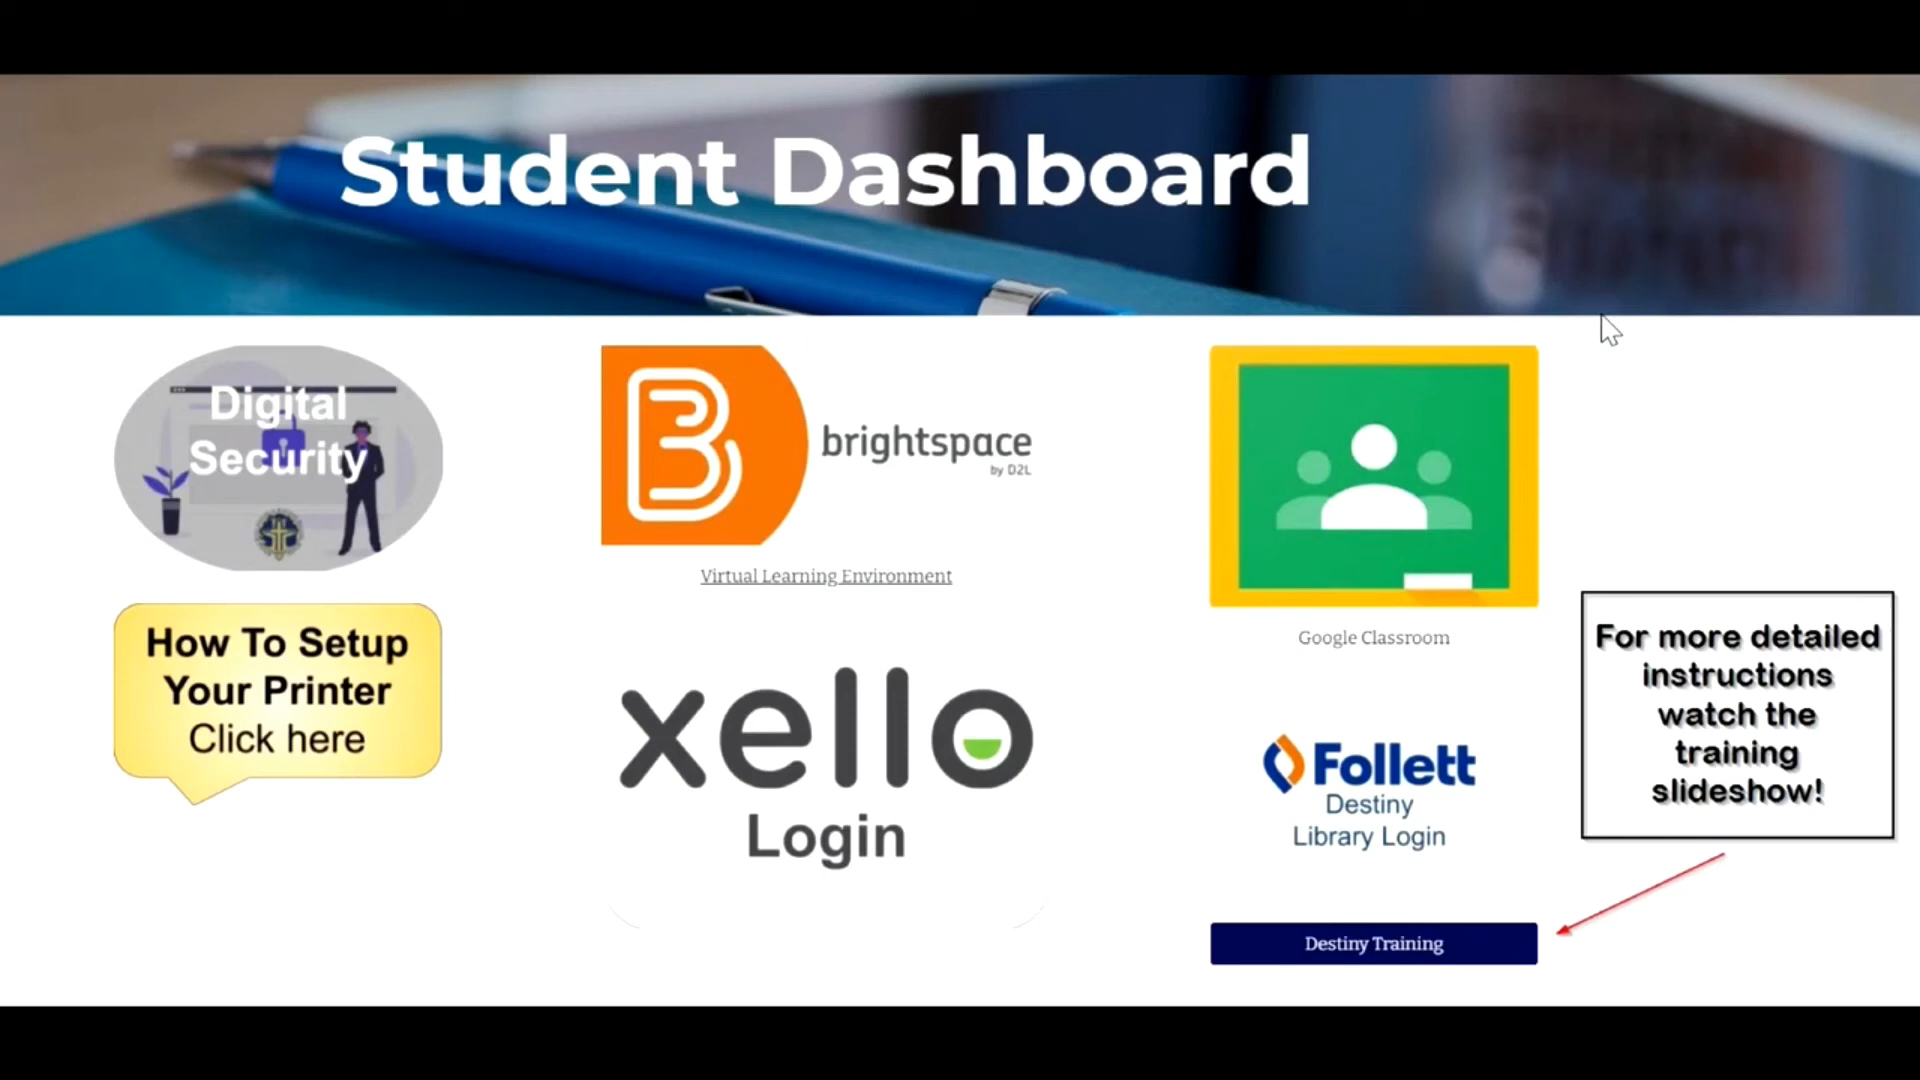 Student Dashboard
Digital
Security
How To Setup
Your Printer
Click here
brightspace
by D2L
Virtual Learning Environment
xello
Login
Google Classroom
Follett
Destiny
Library Login
Destiny Training
For more detailed
instructions
watch the
training
slideshow!